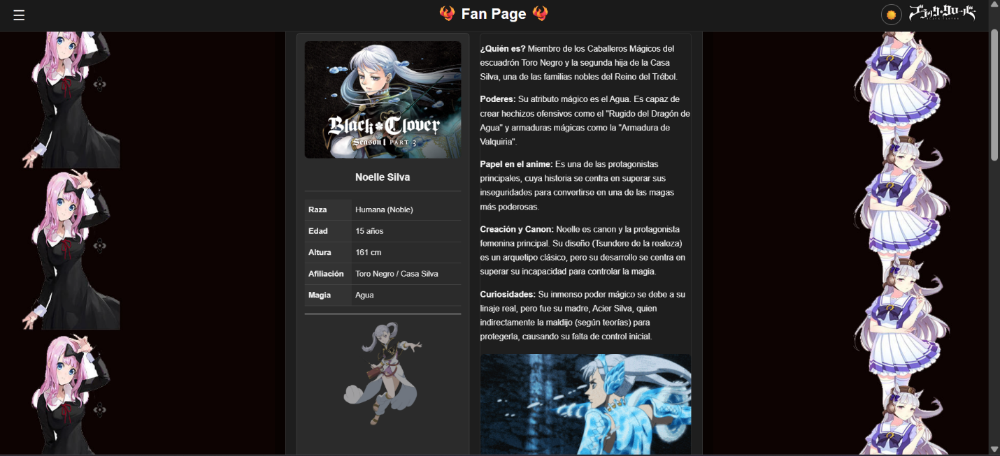 Fan Page
ブラッククローバー
Black Clover
Season 1 PART 3
Noelle Silva
Raza Humana (Noble)
Edad 15 años
Altura 161 cm
Afiliación Toro Negro / Casa Silva
Magia Agua
¿Quién es? Miembro de los Caballeros Mágicos del
escuadrón Toro Negro y la segunda hija de la Casa
Silva, una de las familias nobles del Reino del Trébol.
Poderes: Su atributo mágico es el Agua. Es capaz de
crear hechizos ofensivos como el "Rugido del Dragón de
Agua" y armaduras mágicas como la "Armadura de
Valquiria".
Papel en el anime: Es una de las protagonistas
principales, cuya historia se centra en superar sus
inseguridades para convertirse en una de las magas
más poderosas.
Creación y Canon: Noelle es canon y la protagonista
femenina principal. Su diseño (Tsundere de la realeza)
es un arquetipo clásico, pero su desarrollo se centra en
superar su incapacidad para controlar la magia.
Curiosidades: Su inmenso poder mágico se debe a su
linaje real, pero fue su madre, Acier Silva, quien
indirectamente la maldijo (según teorías) para
protegerla, causando su falta de control inicial.